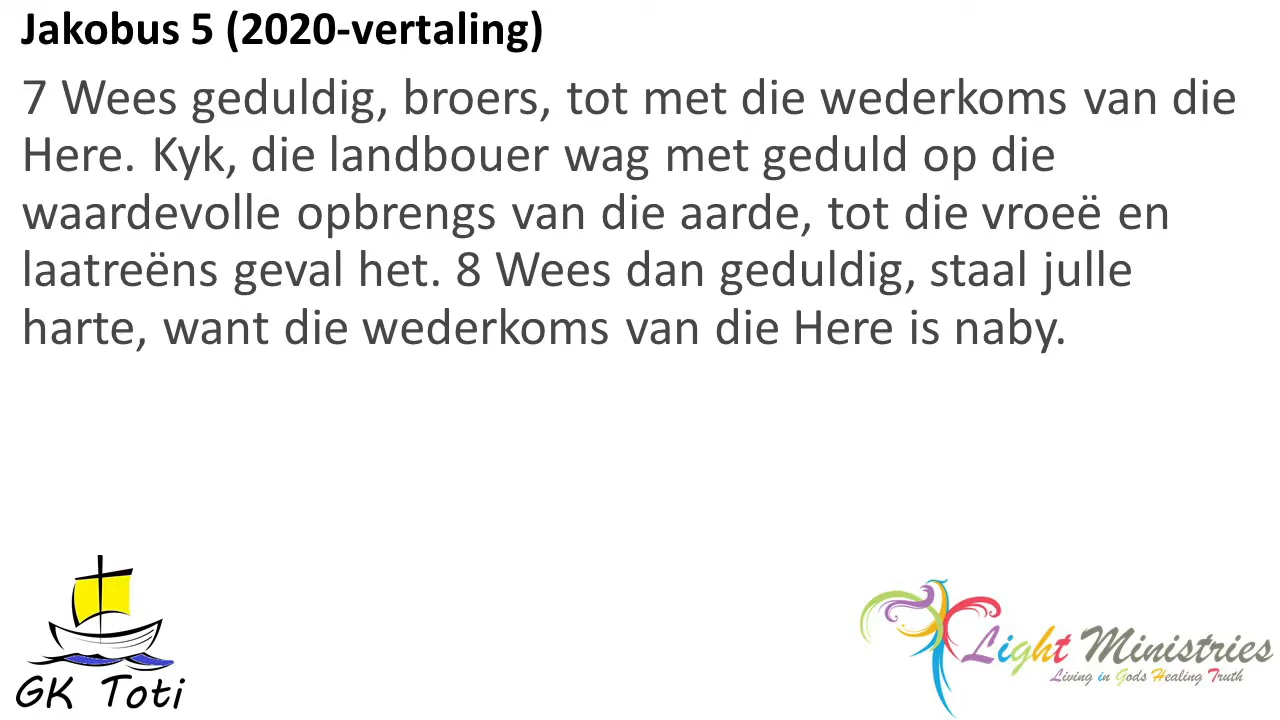 Jakobus 5 (2020-vertaling)
7 Wees geduldig, broers, tot met die wederkoms van die
Here. Kyk, die landbouer wag met geduld op die
waardevolle opbrengs van die aarde, tot die vroeë en
laatreëns geval het. 8 Wees dan geduldig, staal julle
harte, want die wederkoms van die Here is naby.
GK Toti
Light Ministries
Living in Gods Healing Truth